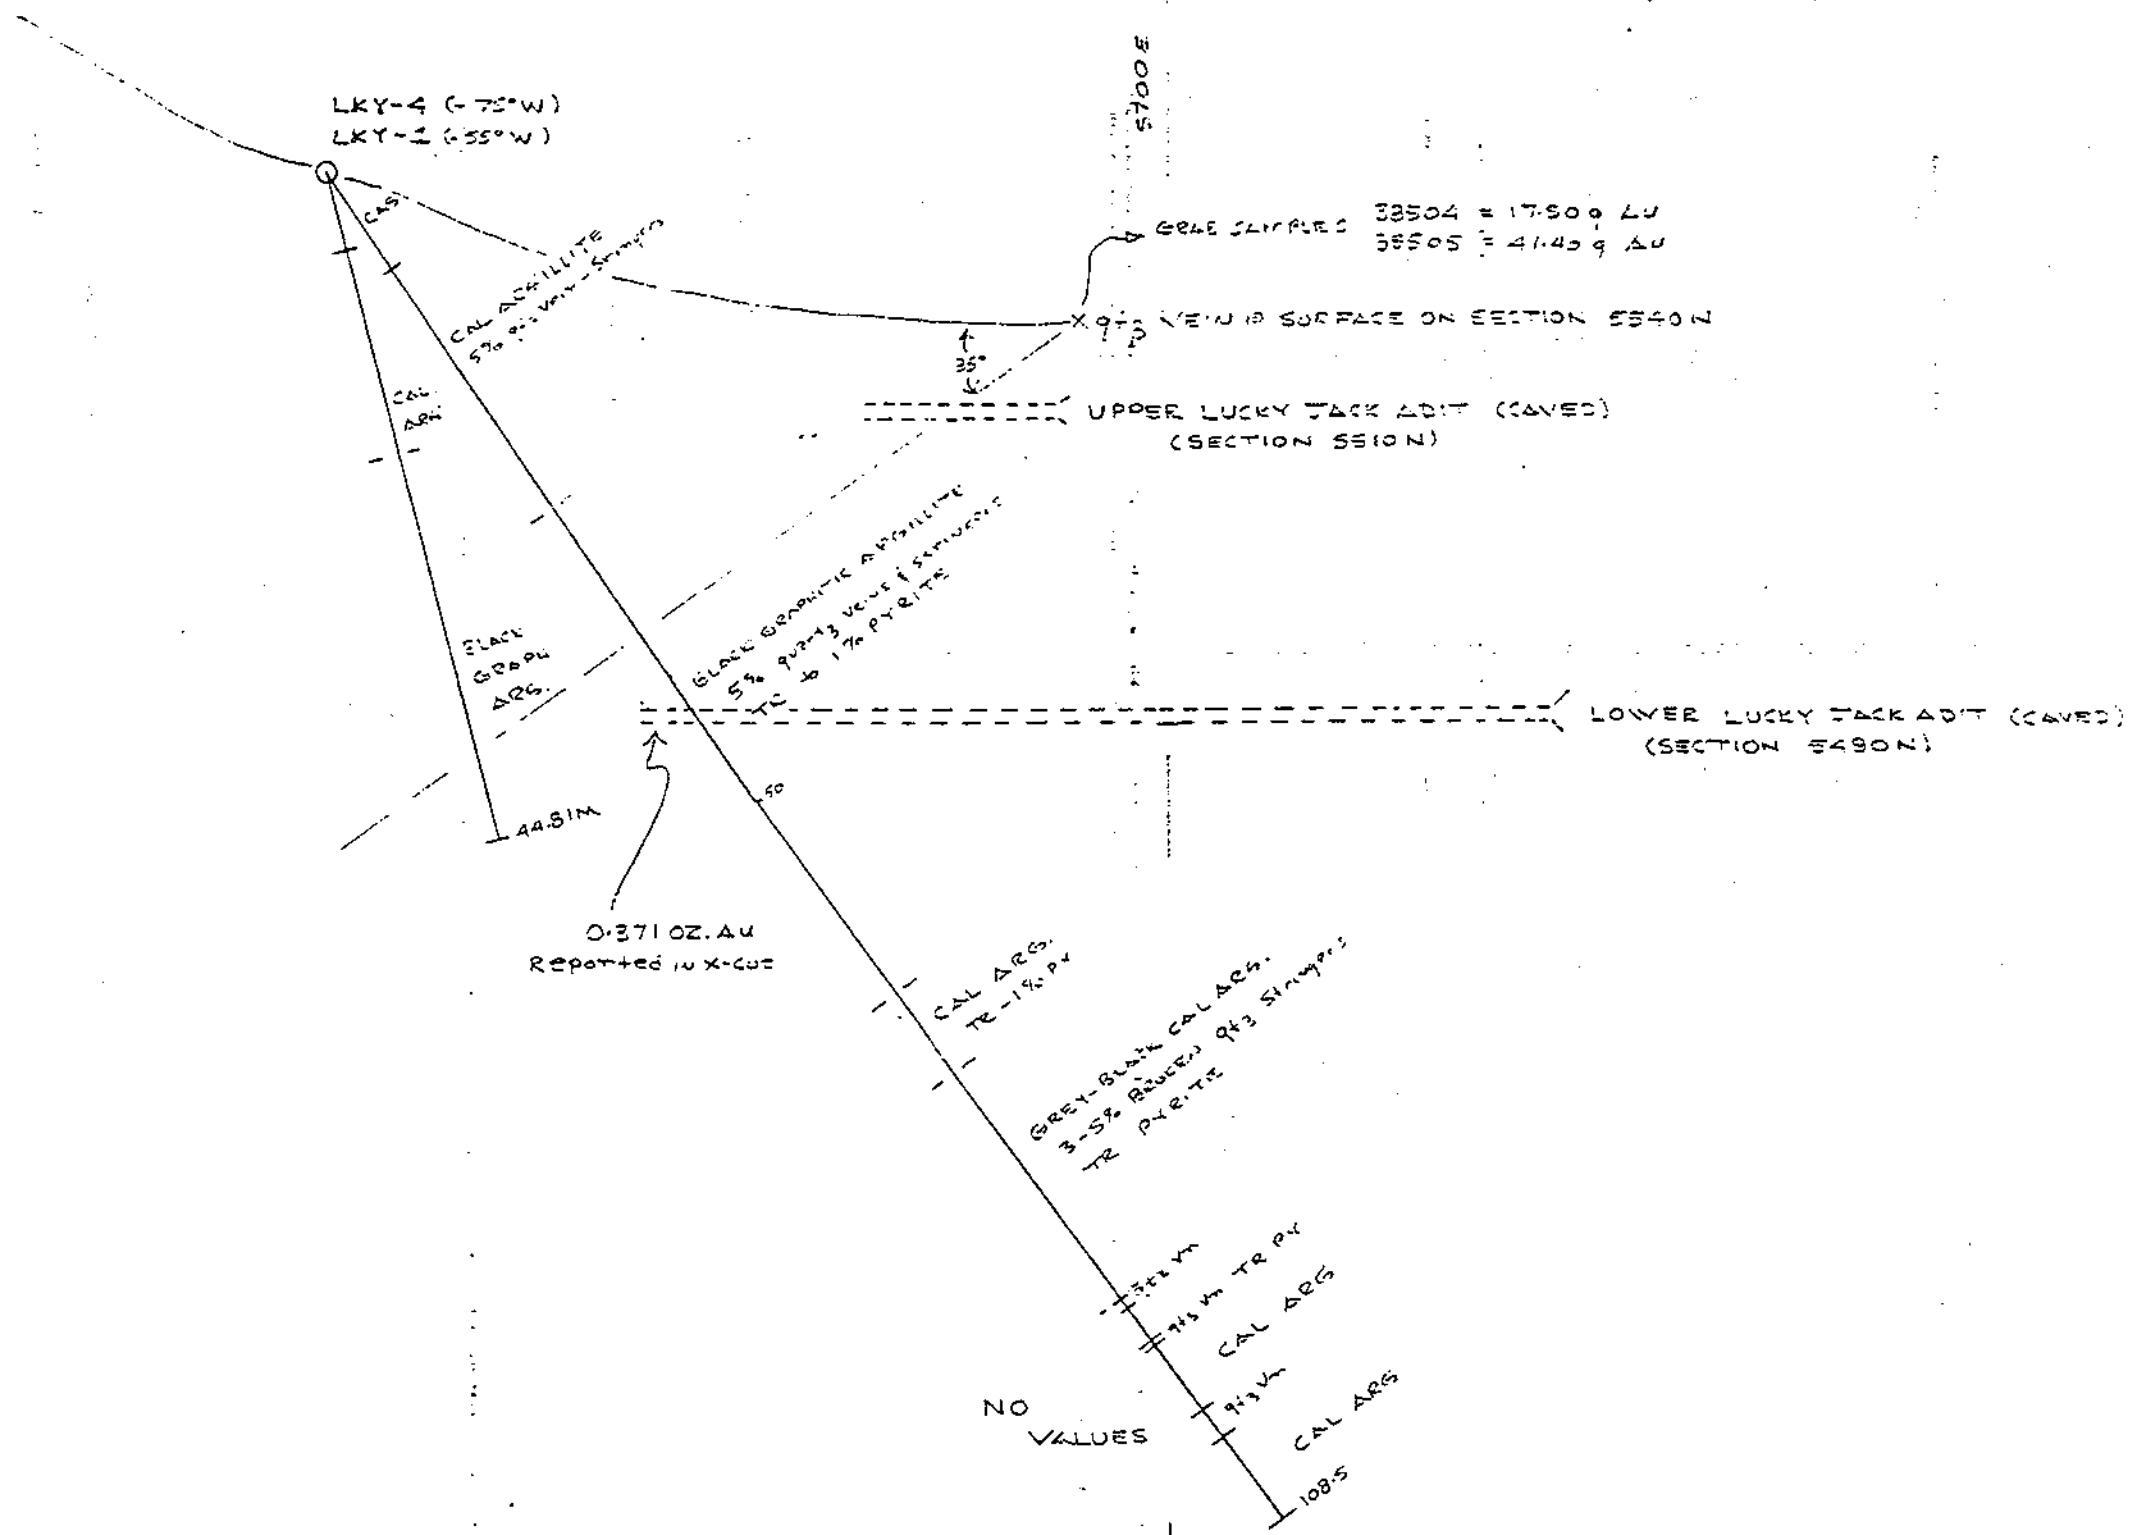 LKY-4 (-75°W)
LKY-1 (-55°W)
5700E
GRAB SAMPLES 38504 = 17.50 g Au
38505 = 41.40 g Au
qtz VEIN @ SURFACE ON SECTION 5540N
35°
UPPER LUCKY JACK ADIT (CAVED)
(SECTION 5510N)
CAS
CAL ARGILLITE
5% qtz vein-Stringers
CAL.
ARG
BLACK GRAPHITIC ARGILLITE
5% quartz veins & stringers
TR to 1% PYRITE
BLACK
GRAPH
ARG.
LOWER LUCKY JACK ADIT (CAVED)
(SECTION 5490N)
50
44.81M
0.371 OZ. Au
Reported in X-cut
CAL ARG.
TR-1% PY
GREY-BLACK CAL ARG.
3-5% BROKEN qtz Stringers
TR PYRITE
qtz Vn
qtz Vn TR PY
CAL ARG
qtz Vn
CAL ARG
NO
VALUES
108.5